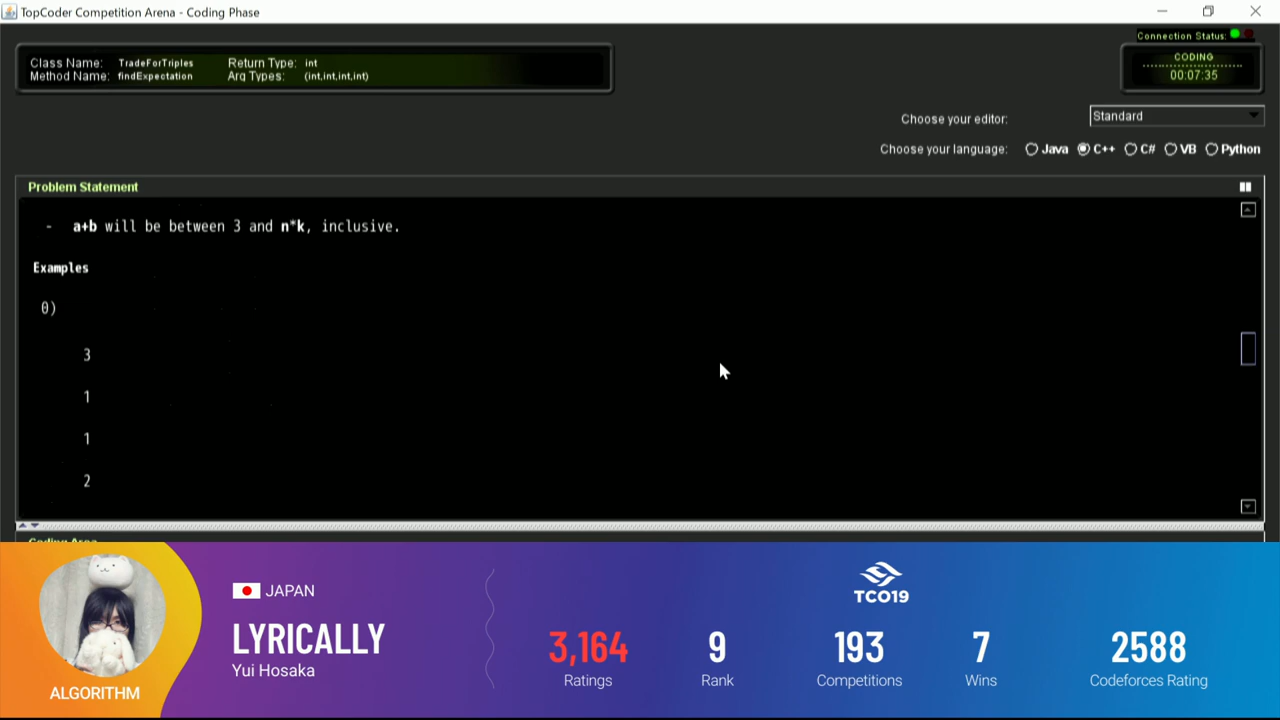 TopCoder Competition Arena - Coding Phase
Connection Status:
Class Name: TradeForTriples Return Type: int
Method Name: findExpectation Arg Types: (int,int,int,int)
CODING
00:07:35
Choose your editor: Standard
Choose your language: Java C++ C# VB Python
Problem Statement
- a+b will be between 3 and n*k, inclusive.
Examples
0)
3
1
1
2
Coding Area
JAPAN
LYRICALLY
Yui Hosaka
ALGORITHM
TCO19
3,164 9 193 7 2588
Ratings Rank Competitions Wins Codeforces Rating